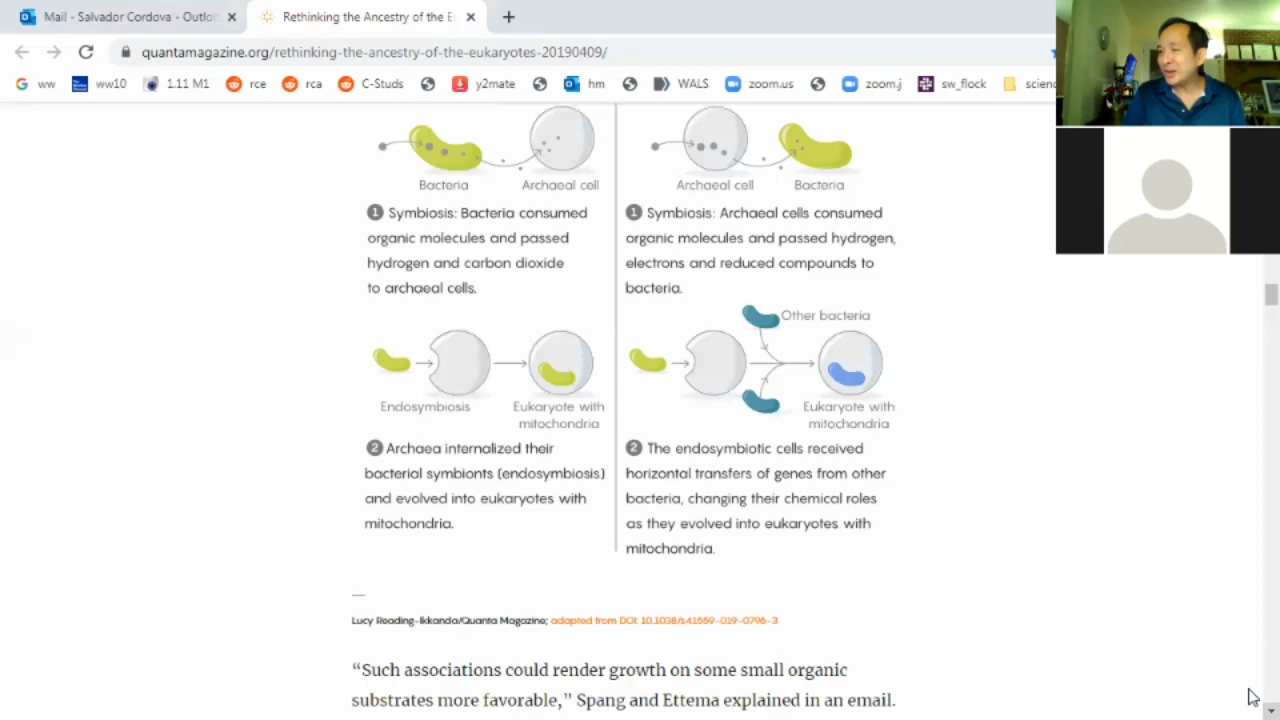 Mail - Salvador Cordova - Outloo
Rethinking the Ancestry of the E
quantamagazine.org/rethinking-the-ancestry-of-the-eukaryotes-20190409/
ww ww10 1.11 M1 rce rca C-Studs y2mate hm WALS zoom.us zoom.j sw_flock scienc
Bacteria Archaeal cell
1 Symbiosis: Bacteria consumed
organic molecules and passed
hydrogen and carbon dioxide
to archaeal cells.
Endosymbiosis Eukaryote with
mitochondria
2 Archaea internalized their
bacterial symbionts (endosymbiosis)
and evolved into eukaryotes with
mitochondria.
Archaeal cell Bacteria
1 Symbiosis: Archaeal cells consumed
organic molecules and passed hydrogen,
electrons and reduced compounds to
bacteria.
Other bacteria
Eukaryote with
mitochondria
2 The endosymbiotic cells received
horizontal transfers of genes from other
bacteria, changing their chemical roles
as they evolved into eukaryotes with
mitochondria.
Lucy Reading-Ikkanda/Quanta Magazine; adapted from DOI: 10.1038/s41559-019-0796-3
“Such associations could render growth on some small organic
substrates more favorable,” Spang and Ettema explained in an email.